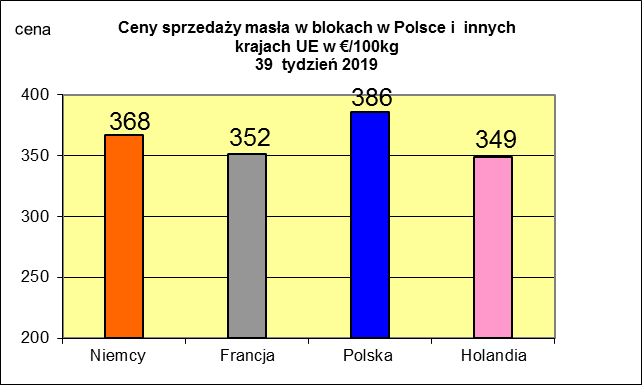 cena
Ceny sprzedaży masła w blokach w Polsce i  innych
krajach UE w €/100kg
39  tydzień 2019
400
350
300
250
200
368
352
386
349
Niemcy
Francja
Polska
Holandia